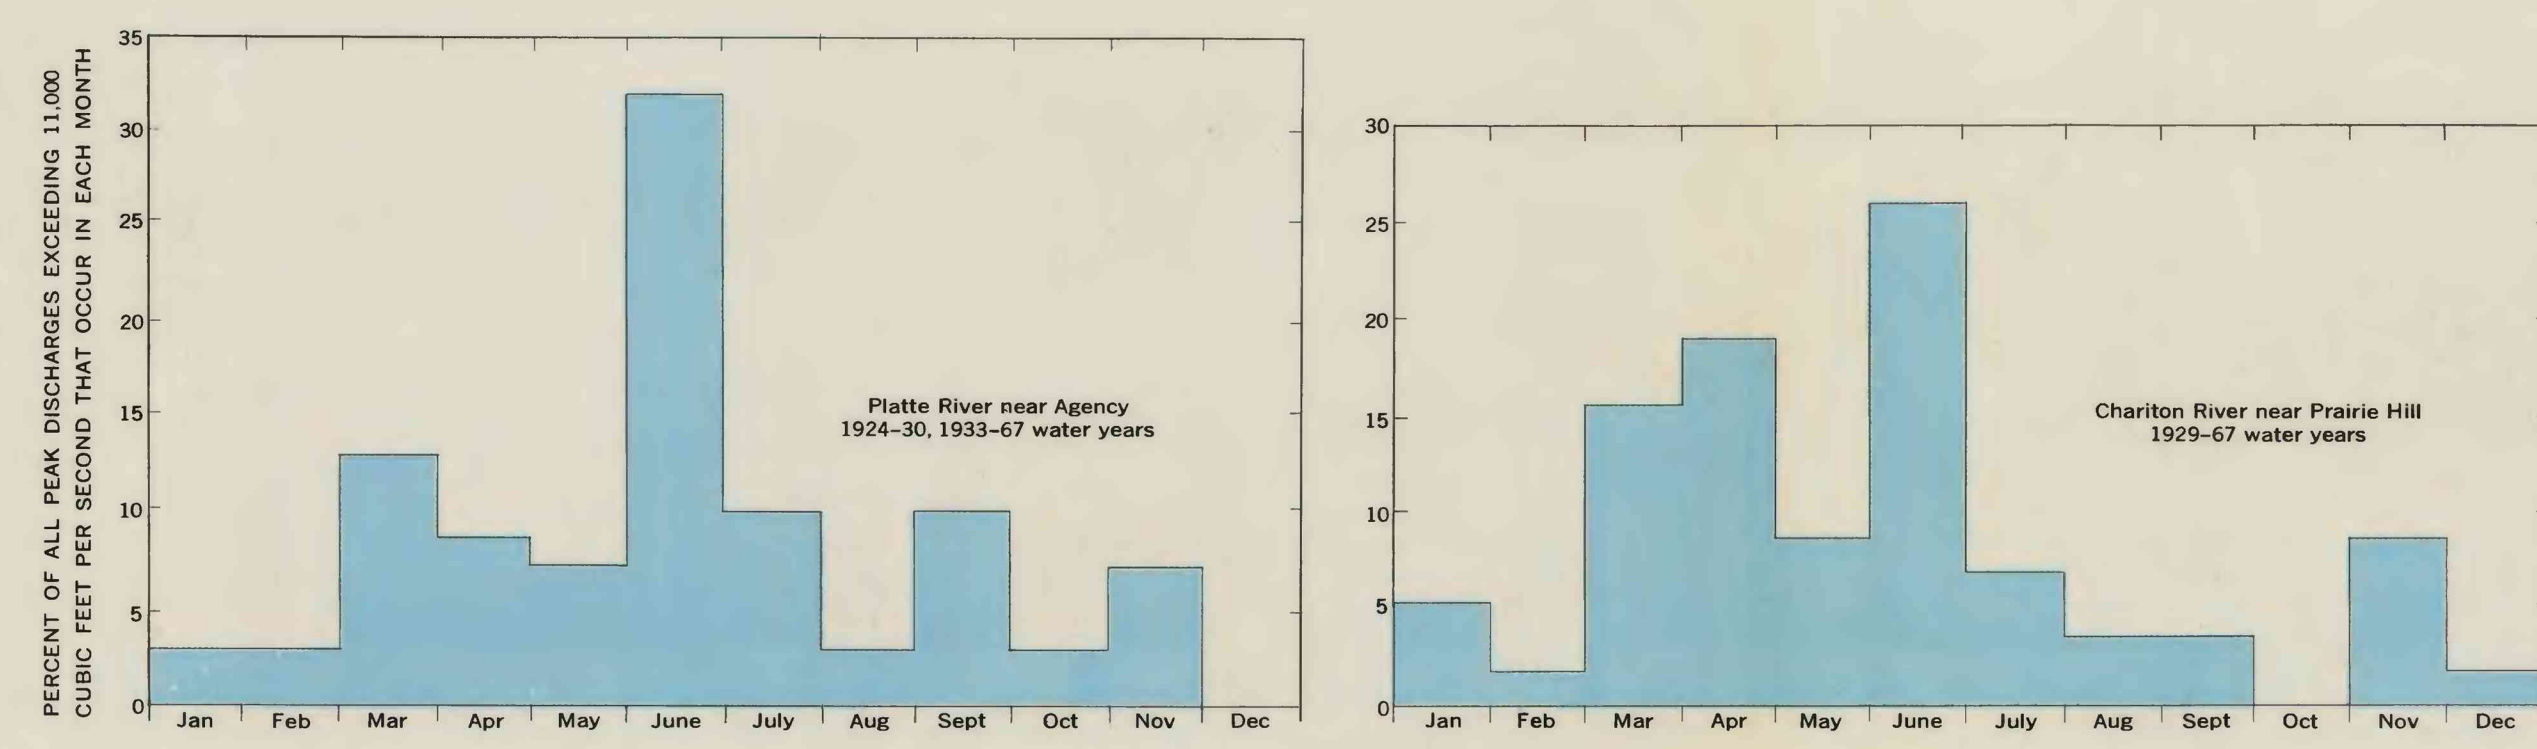 PERCENT OF ALL PEAK DISCHARGES EXCEEDING 11,000
CUBIC FEET PER SECOND THAT OCCUR IN EACH MONTH
35
30
25
20
15
10
5
0
Platte River near Agency
1924–30, 1933–67 water years
Jan Feb Mar Apr May June July Aug Sept Oct Nov Dec
30
25
20
15
10
5
0
Chariton River near Prairie Hill
1929–67 water years
Jan Feb Mar Apr May June July Aug Sept Oct Nov Dec